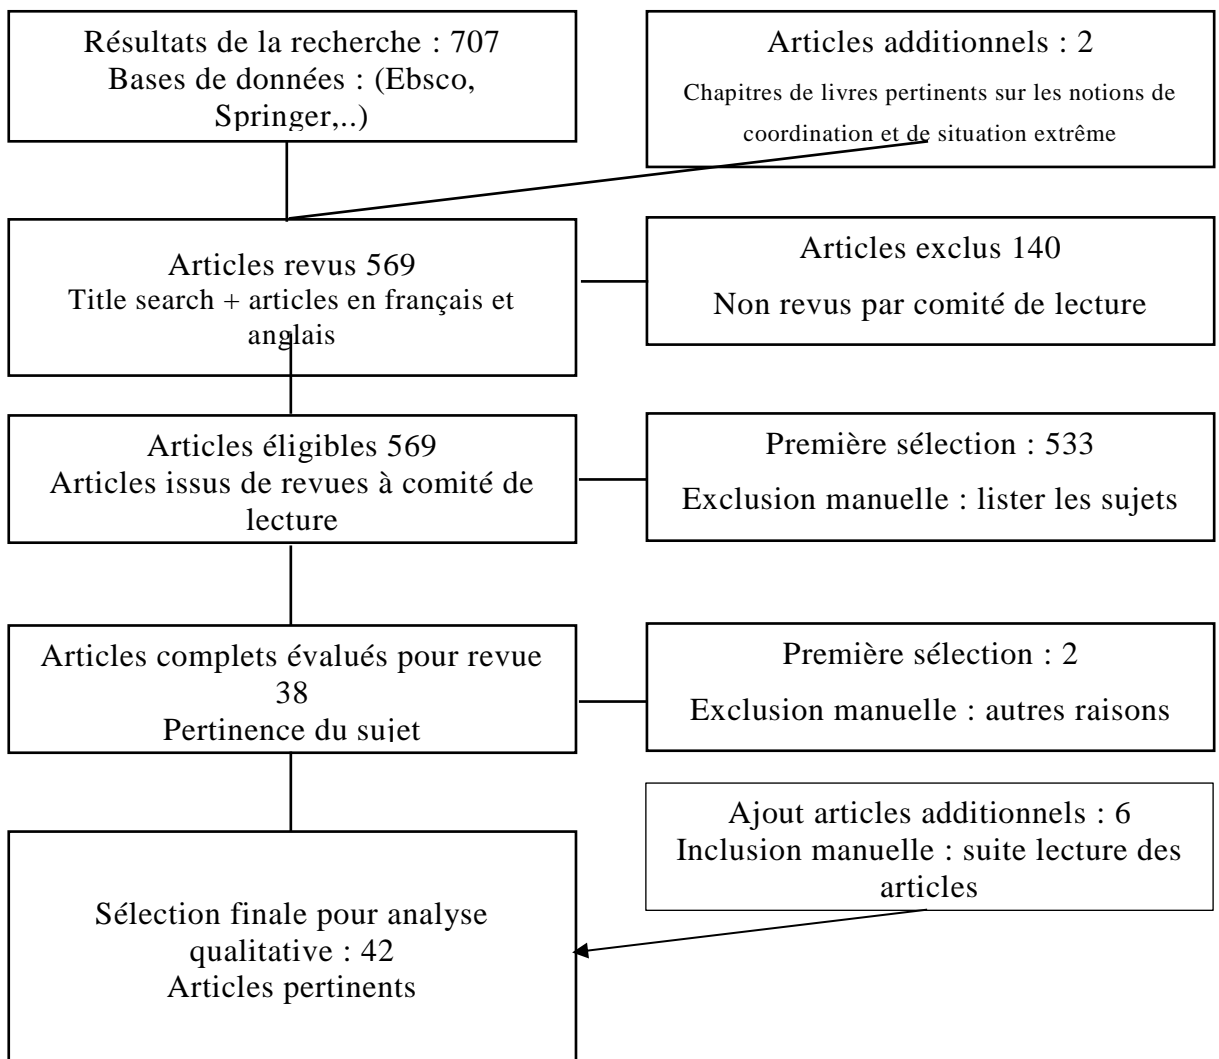 Résultats de la recherche : 707
Bases de données : (Ebsco,
Springer,..)
Articles additionnels : 2
Chapitres de livres pertinents sur les notions de
coordination et de situation extrême
Articles revus 569
Title search + articles en français et
anglais
Articles exclus 140
Non revus par comité de lecture
Articles éligibles 569
Articles issus de revues à comité de
lecture
Première sélection : 533
Exclusion manuelle : lister les sujets
Articles complets évalués pour revue
38
Pertinence du sujet
Première sélection : 2
Exclusion manuelle : autres raisons
Ajout articles additionnels : 6
Inclusion manuelle : suite lecture des
articles
Sélection finale pour analyse
qualitative : 42
Articles pertinents